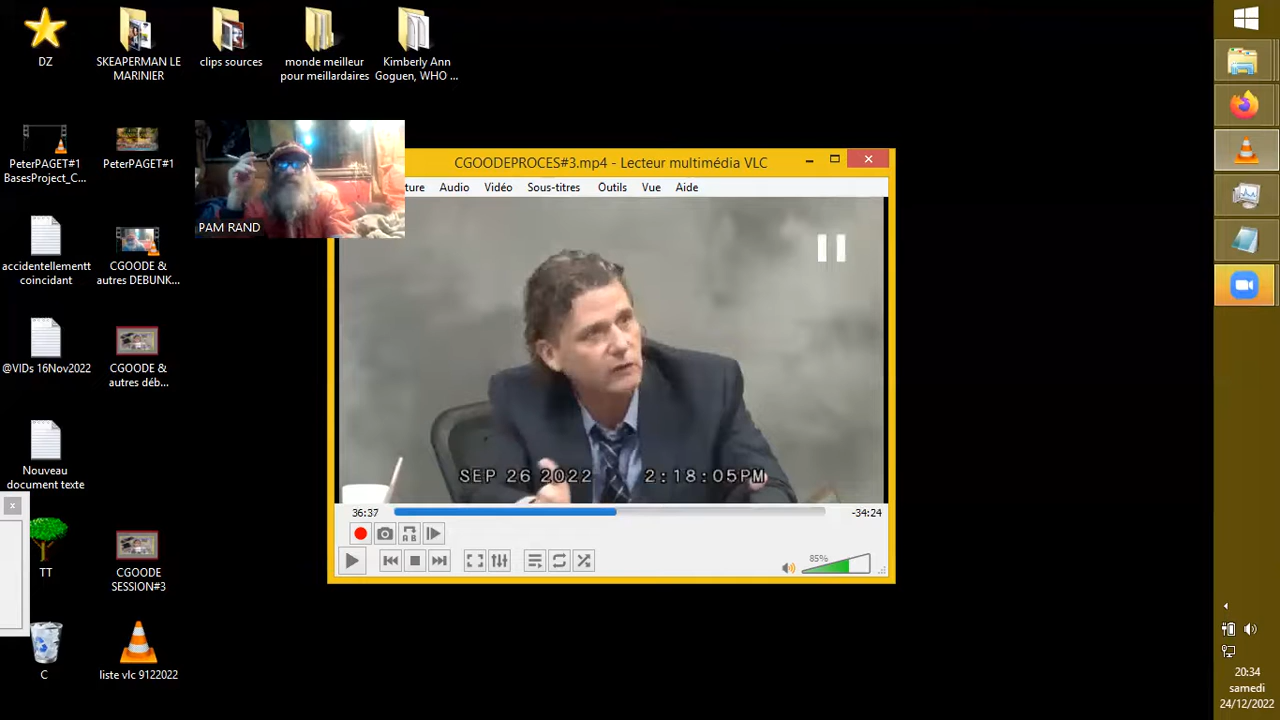 DZ
SKEAPERMAN LE
MARINIER
clips sources
monde meilleur
pour meillardaires
Kimberly Ann
Goguen, WHO ...
PeterPAGET#1
BasesProject_C...
PeterPAGET#1
PAM RAND
CGOODEPROCES#3.mp4 - Lecteur multimédia VLC
ture Audio Vidéo Sous-titres Outils Vue Aide
accidentellementt
coincidant
CGOODE &
autres DEBUNK...
@VIDs 16Nov2022
CGOODE &
autres déb...
Nouveau
document texte
SEP 26 2022 2:18:05PM
36:37
-34:24
A B
85%
x
TT
CGOODE
SESSION#3
C
liste vlc 9122022
20:34
samedi
24/12/2022